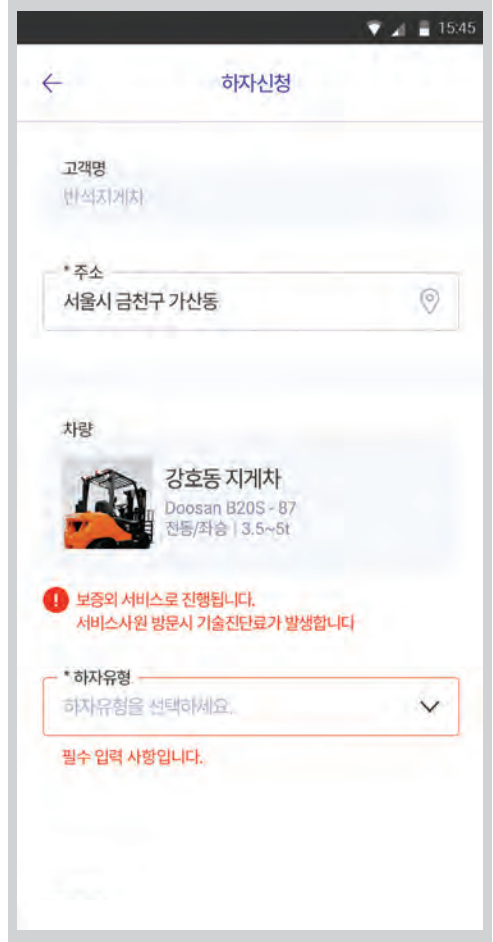 15:45
하자신청
고객명
반석지게차
* 주소
서울시 금천구 가산동
차량
강호동 지게차
Doosan B20S - 87
전동/좌승 | 3.5~5t
보증외 서비스로 진행됩니다.
서비스사원 방문시 기술진단료가 발생합니다
* 하자유형
하자유형을 선택하세요.
필수 입력 사항입니다.